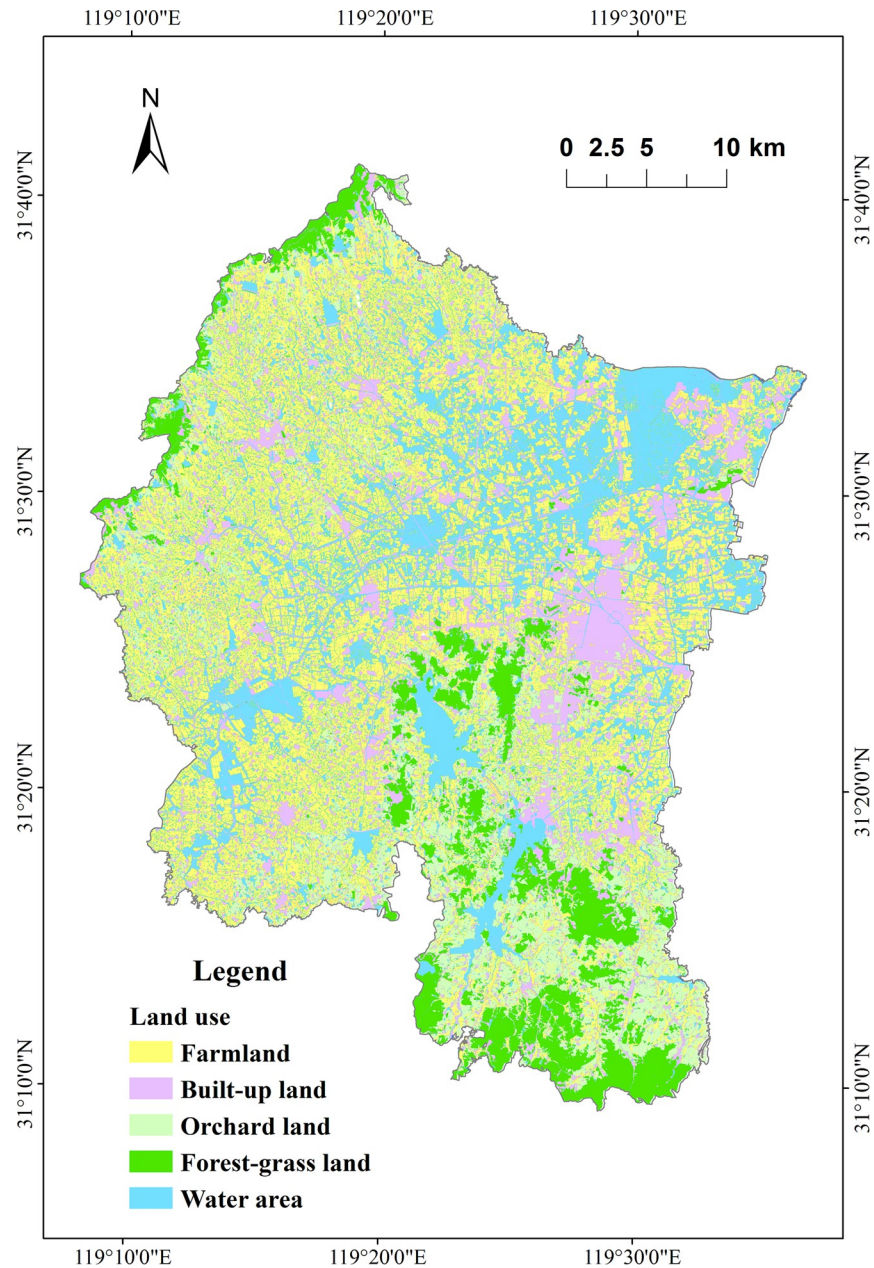 119°10'0"E 119°20'0"E 119°30'0"E
N
0 2.5 5 10 km
31°40'0"N 31°40'0"N
31°30'0"N 31°30'0"N
31°20'0"N 31°20'0"N
31°10'0"N 31°10'0"N
Legend
Land use
Farmland
Built-up land
Orchard land
Forest-grass land
Water area
119°10'0"E 119°20'0"E 119°30'0"E